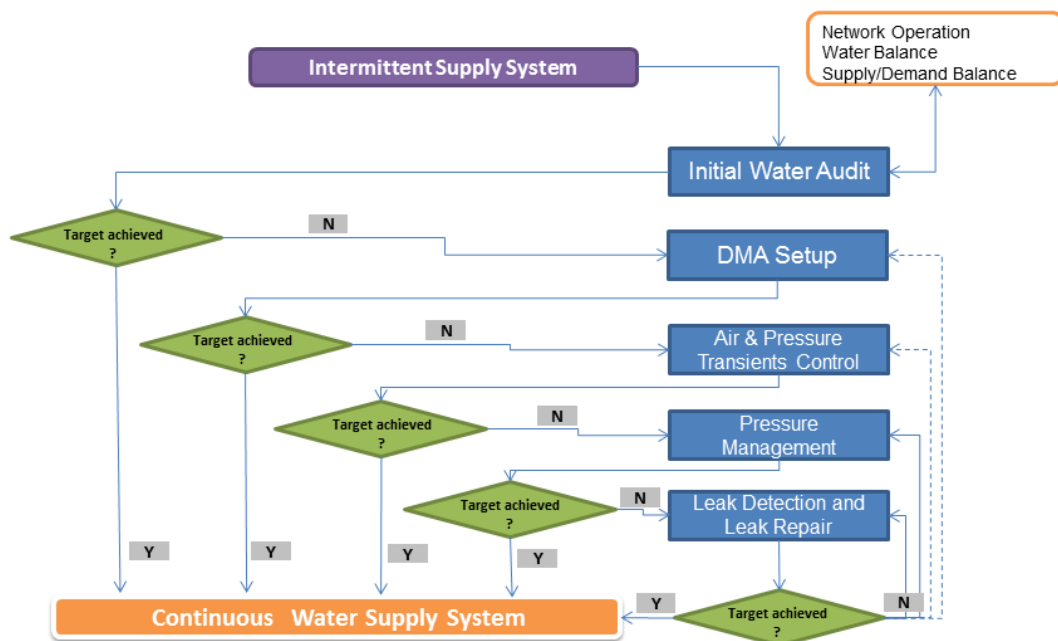 Network Operation
Water Balance
Supply/Demand Balance
Intermittent Supply System
Initial Water Audit
Target achieved
?
N
DMA Setup
Target achieved
?
N
Air & Pressure
Transients Control
Target achieved
?
N
Pressure
Management
Target achieved
?
N
Leak Detection and
Leak Repair
Y
Y
Y
Y
Continuous Water Supply System
Y
Target achieved
?
N